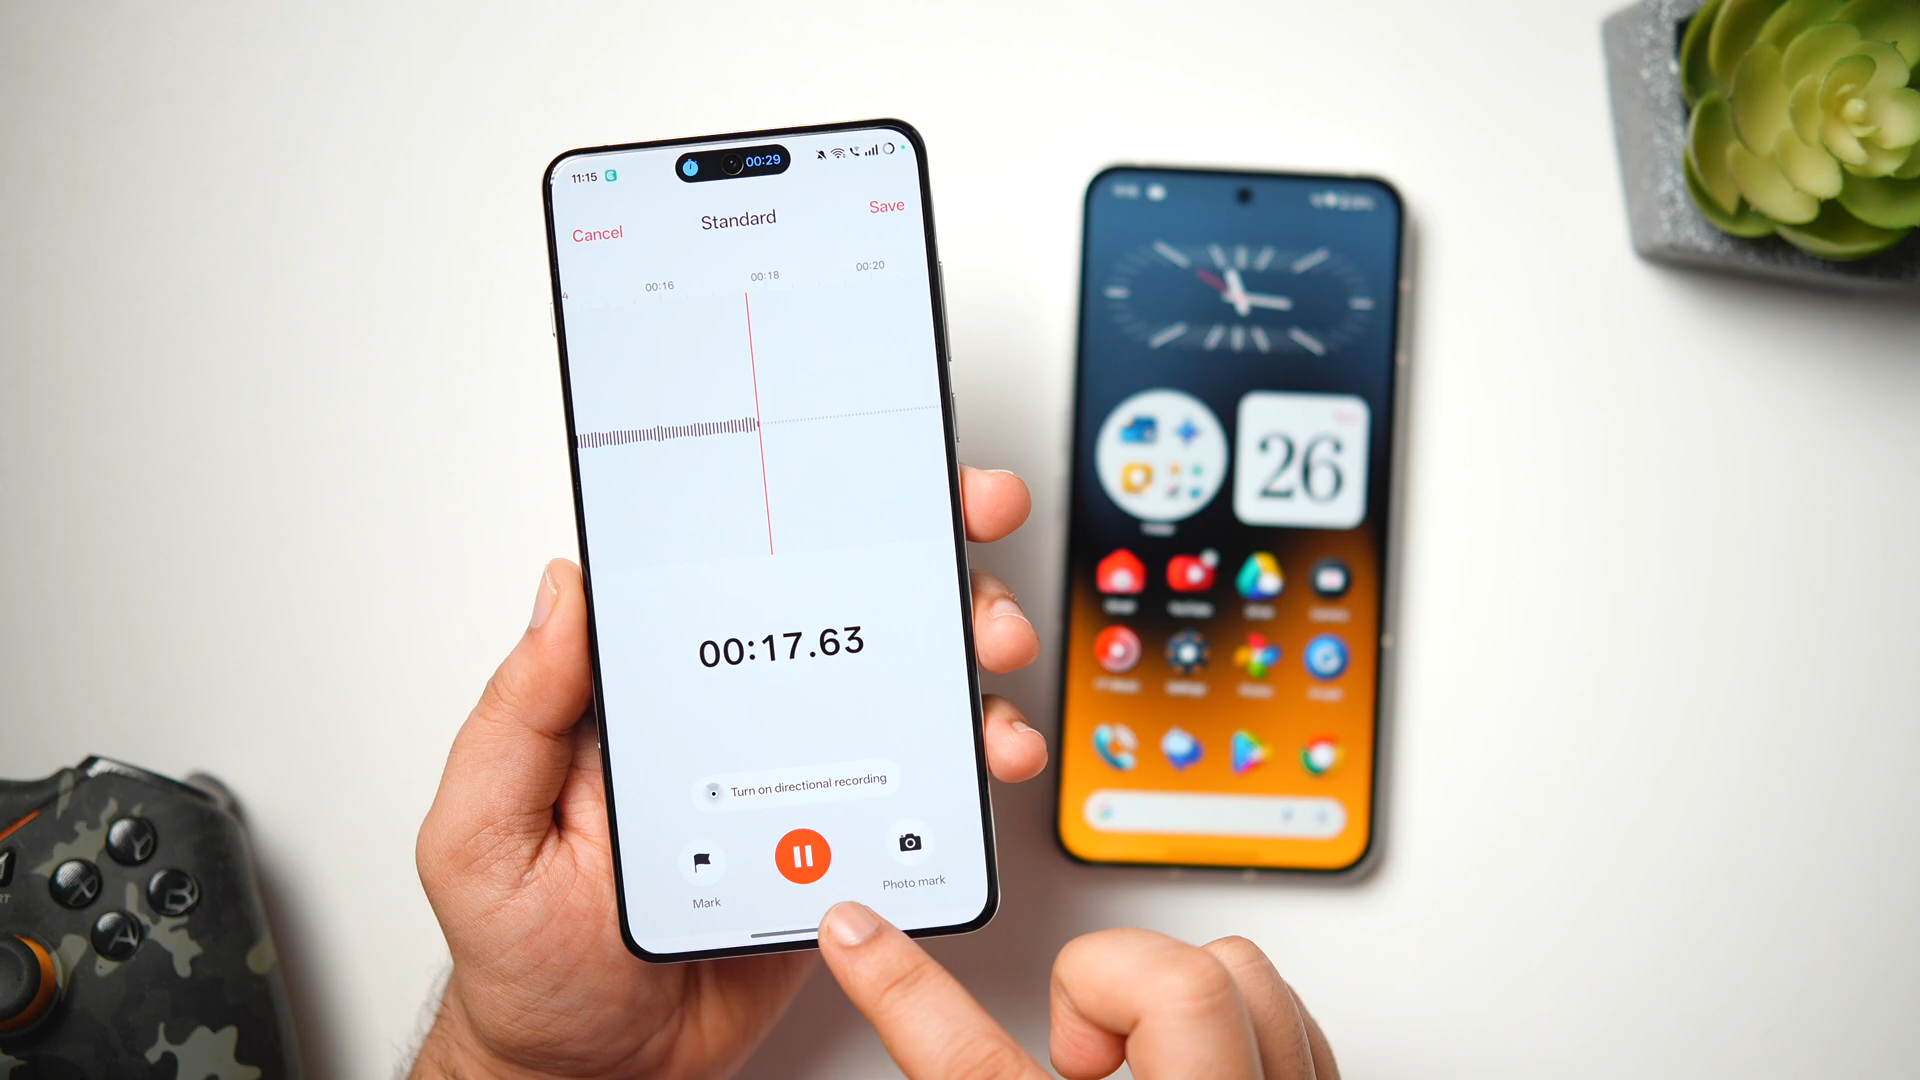 11:15
00:29
Cancel
Standard
Save
4
00:16
00:18
00:20
00:17.63
Turn on directional recording
Mark
Photo mark
26
Y
X
B
A